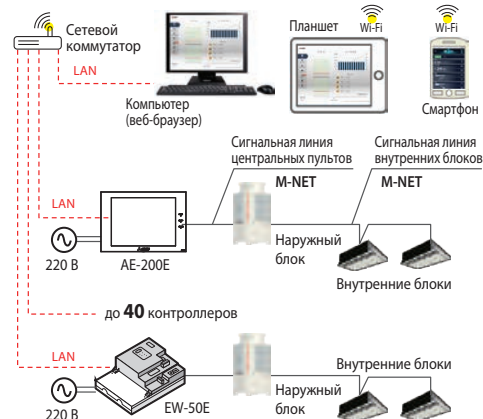 Сетевой
коммутатор
LAN
Компьютер
(веб-браузер)
Планшет
Wi-Fi
Wi-Fi
Смартфон
Сигнальная линия
центральных пультов
M-NET
Сигнальная линия
внутренних блоков
M-NET
LAN
220 В
AE-200E
Наружный
блок
Внутренние блоки
до 40 контроллеров
LAN
220 В
EW-50E
Наружный
блок
Внутренние блоки